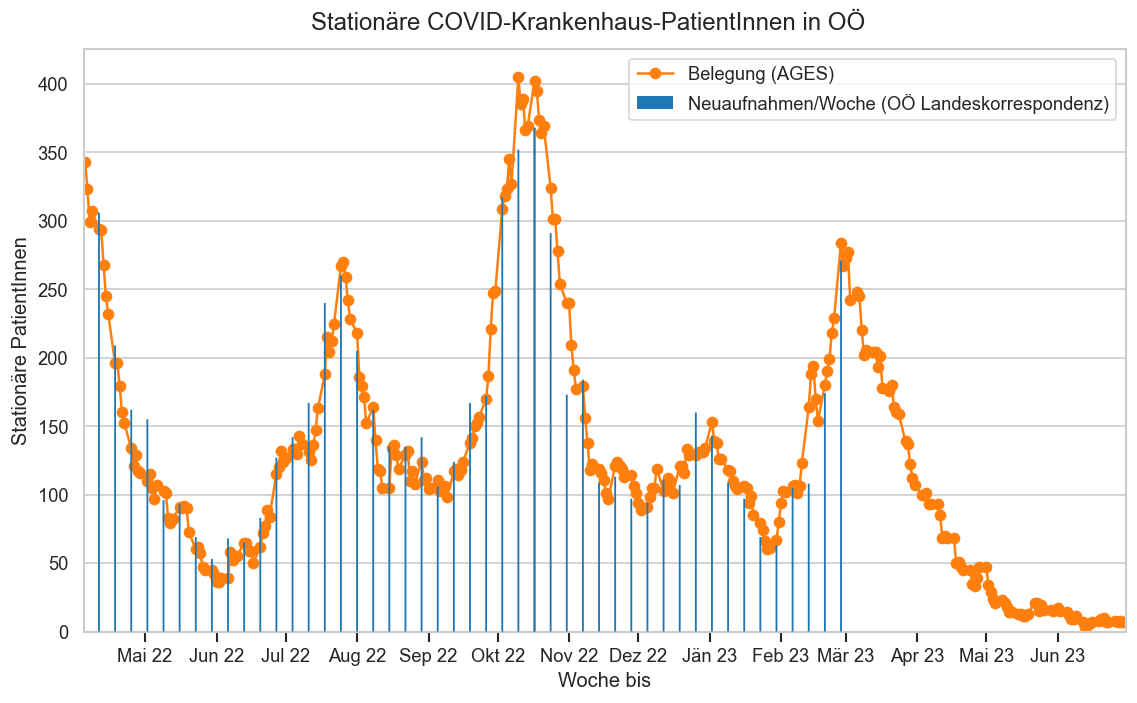 Stationäre COVID-Krankenhaus-PatientInnen in OÖ
Belegung (AGES)
Neuaufnahmen/Woche (OÖ Landeskorrespondenz)
Stationäre PatientInnen
400
350
300
250
200
150
100
50
0
Mai 22 Jun 22 Jul 22 Aug 22 Sep 22 Okt 22 Nov 22 Dez 22 Jän 23 Feb 23 Mär 23 Apr 23 Mai 23 Jun 23
Woche bis